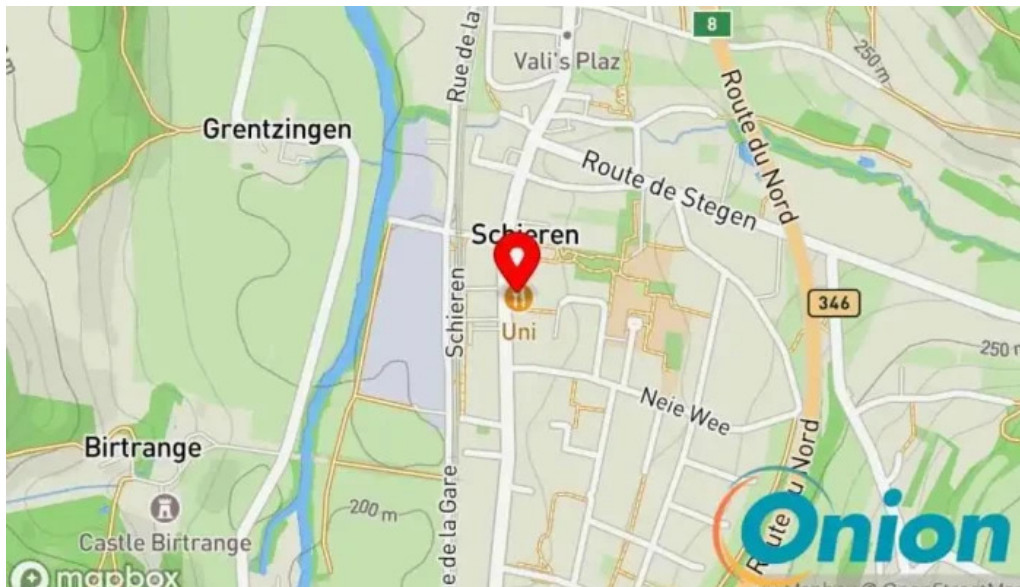 8
Vali's Plaz
Rue de la
250 m
Grentzingen
Route du Nord
Route de Stegen
Schieren
Schieren
346
Uni
250 m
Neie Wee
Birtrange
Route du Nord
e de la Gare
200 m
Castle Birtrange
Onion
mapbox